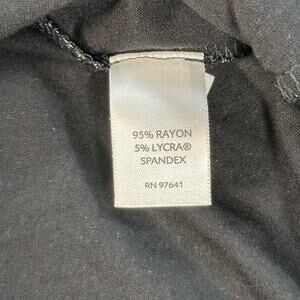 95% RAYON
5% LYCRA®
SPANDEX
RN 97641